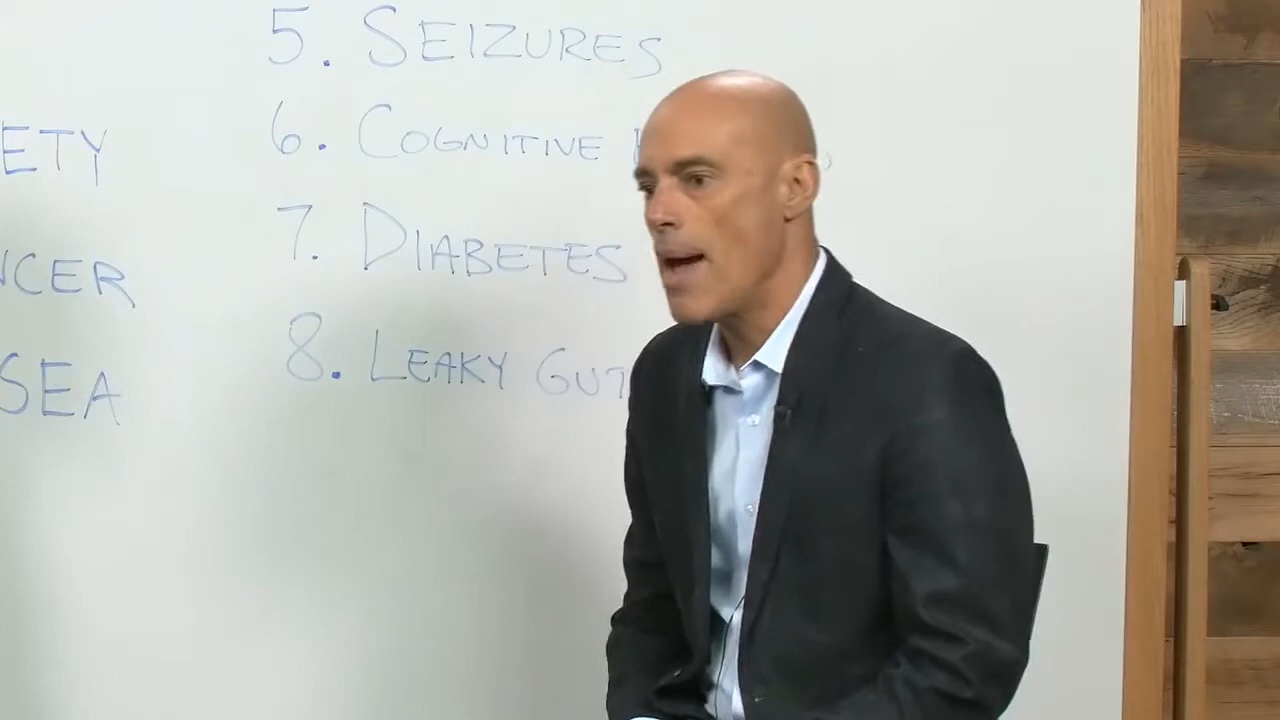 5. SEIZURES
ETY
6. COGNITIVE
7. DIABETES
NCER
8. LEAKY GUT
SEA